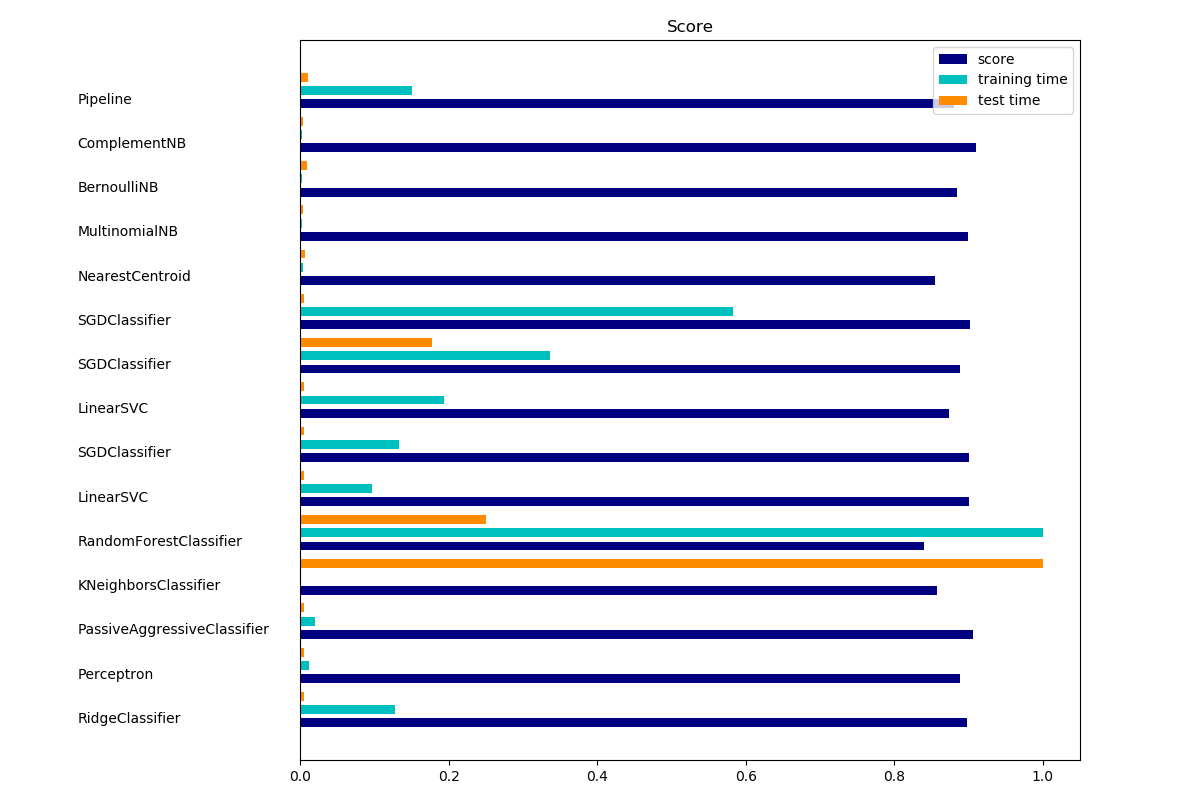 Score
score
training time
test time
Pipeline
ComplementNB
BernoulliNB
MultinomialNB
NearestCentroid
SGDClassifier
SGDClassifier
LinearSVC
SGDClassifier
LinearSVC
RandomForestClassifier
KNeighborsClassifier
PassiveAggressiveClassifier
Perceptron
RidgeClassifier
0.0 0.2 0.4 0.6 0.8 1.0